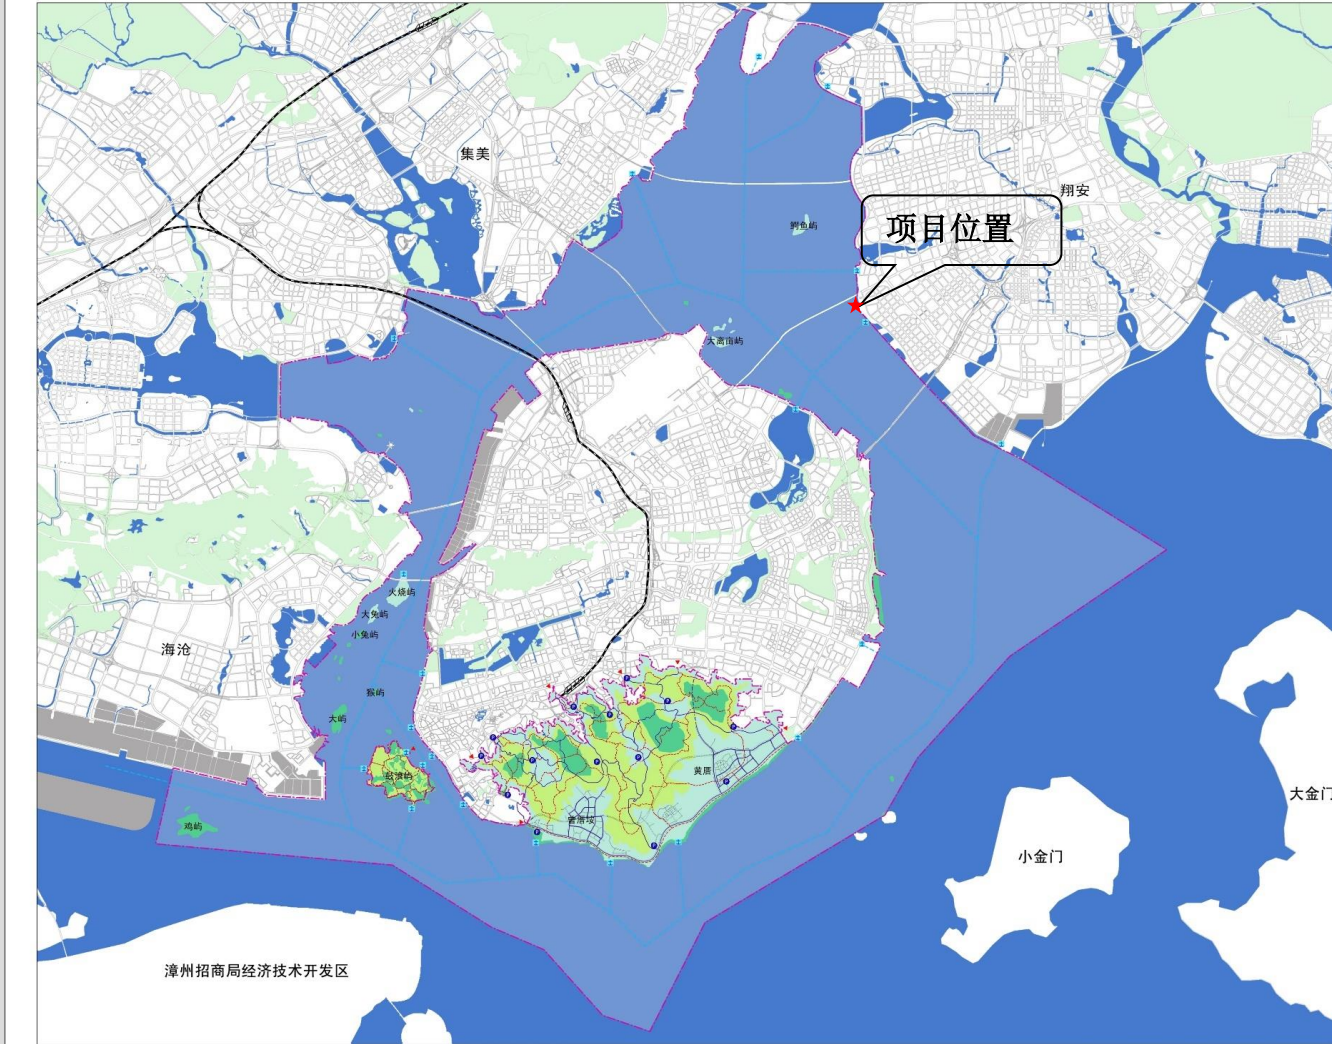 集美
翔安
鳄鱼屿
项目位置
大离亩屿
火烧屿
大兔屿
小兔屿
海沧
猴屿
大屿
鼓浪屿
黄厝
曾厝垵
鸡屿
大金门
小金门
漳州招商局经济技术开发区